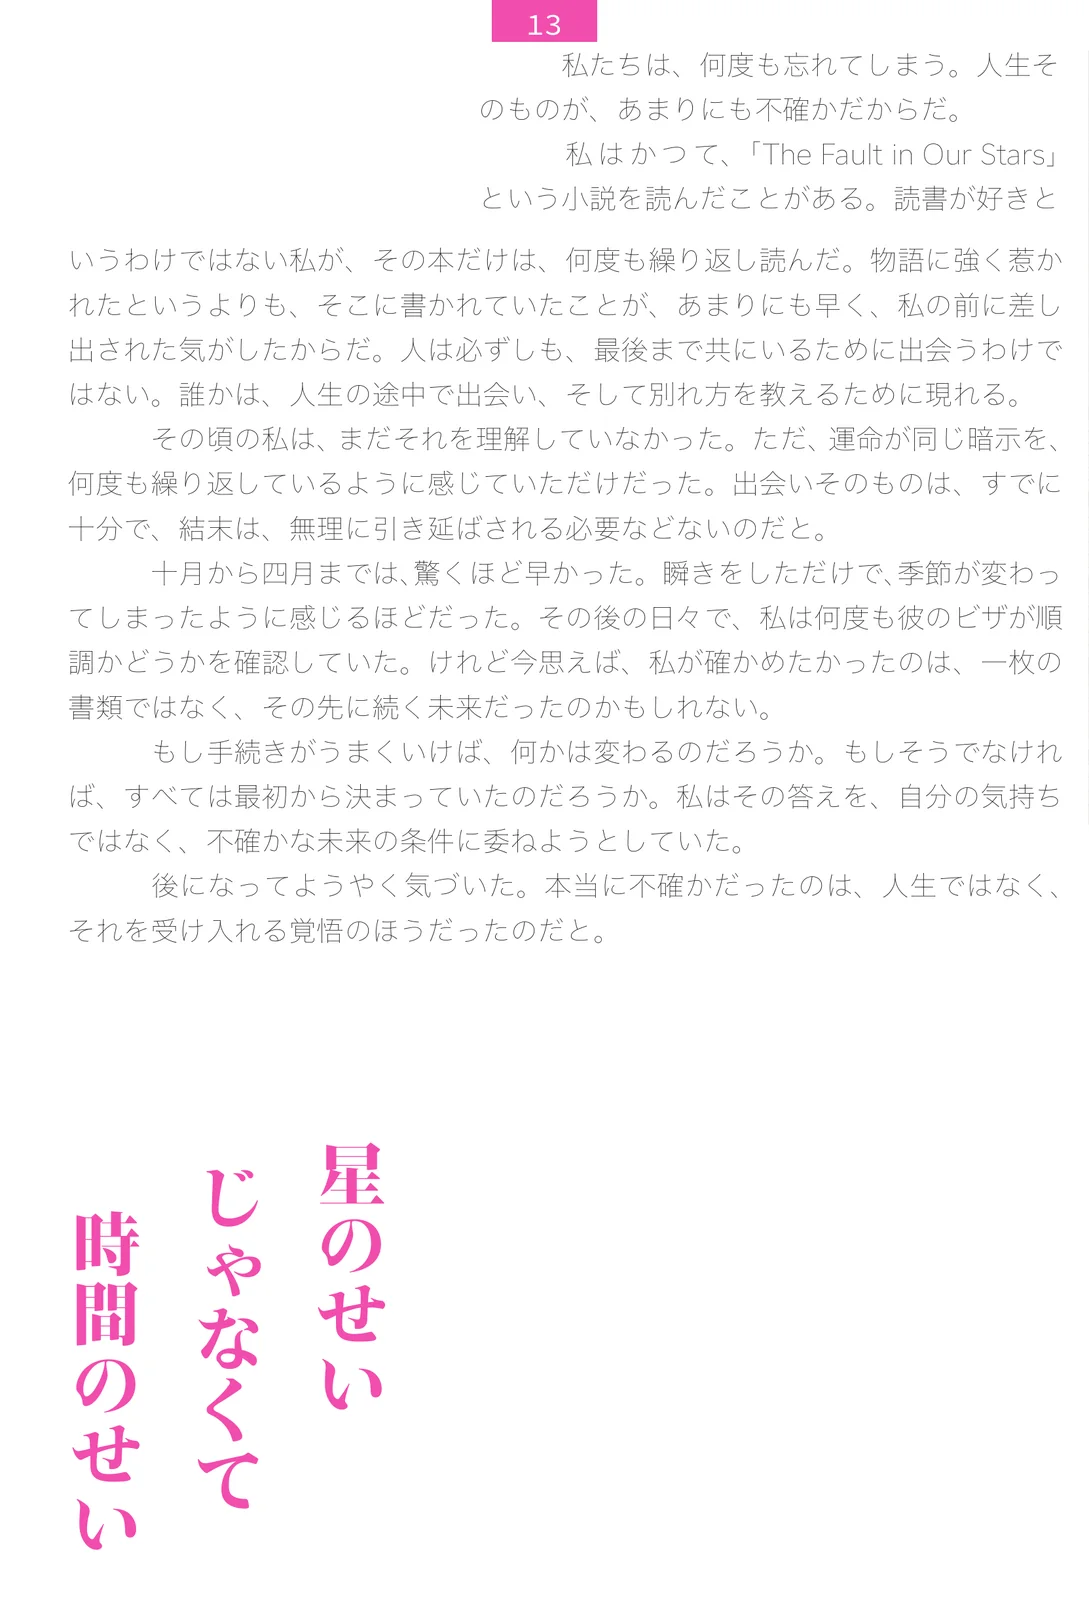 13
私たちは、何度も忘れてしまう。人生そ
のものが、あまりにも不確かだからだ。
私はかつて、「The Fault in Our Stars」
という小説を読んだことがある。読書が好きと
いうわけではない私が、その本だけは、何度も繰り返し読んだ。物語に強く惹か
れたというよりも、そこに書かれていたことが、あまりにも早く、私の前に差し
出された気がしたからだ。人は必ずしも、最後まで共にいるために出会うわけで
はない。誰かは、人生の途中で出会い、そして別れ方を教えるために現れる。
その頃の私は、まだそれを理解していなかった。ただ、運命が同じ暗示を、
何度も繰り返しているように感じていただけだった。出会いそのものは、すでに
十分で、結末は、無理に引き延ばされる必要などないのだと。
十月から四月までは、驚くほど早かった。瞬きをしただけで、季節が変わっ
てしまったように感じるほどだった。その後の日々で、私は何度も彼のビザが順
調かどうかを確認していた。けれど今思えば、私が確かめたかったのは、一枚の
書類ではなく、その先に続く未来だったのかもしれない。
もし手続きがうまくいけば、何かは変わるのだろうか。もしそうでなけれ
ば、すべては最初から決まっていたのだろうか。私はその答えを、自分の気持ち
ではなく、不確かな未来の条件に委ねようとしていた。
後になってようやく気づいた。本当に不確かだったのは、人生ではなく、
それを受け入れる覚悟のほうだったのだと。
星のせい
じゃなくて
時間のせい